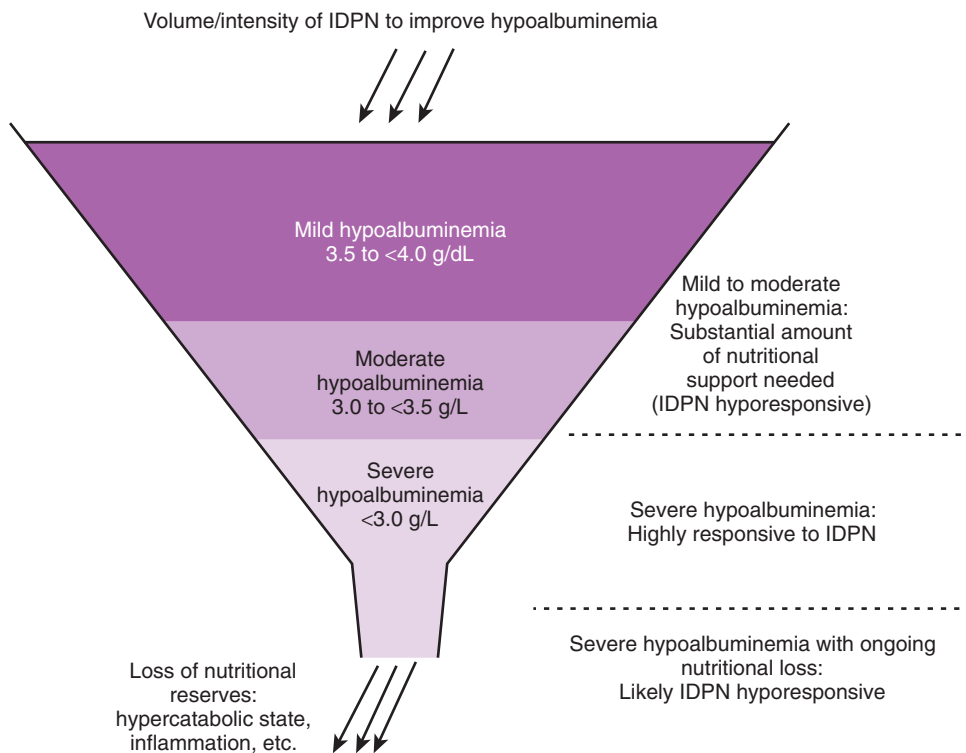 Volume/intensity of IDPN to improve hypoalbuminemia
Mild hypoalbuminemia
3.5 to <4.0 g/dL
Moderate
hypoalbuminemia
3.0 to <3.5 g/L
Severe
hypoalbuminemia
<3.0 g/L
Mild to moderate
hypoalbuminemia:
Substantial amount
of nutritional
support needed
(IDPN hyporesponsive)
Severe hypoalbuminemia:
Highly responsive to IDPN
Severe hypoalbuminemia with ongoing
nutritional loss:
Likely IDPN hyporesponsive
Loss of nutritional
reserves:
hypercatabolic state,
inflammation, etc.